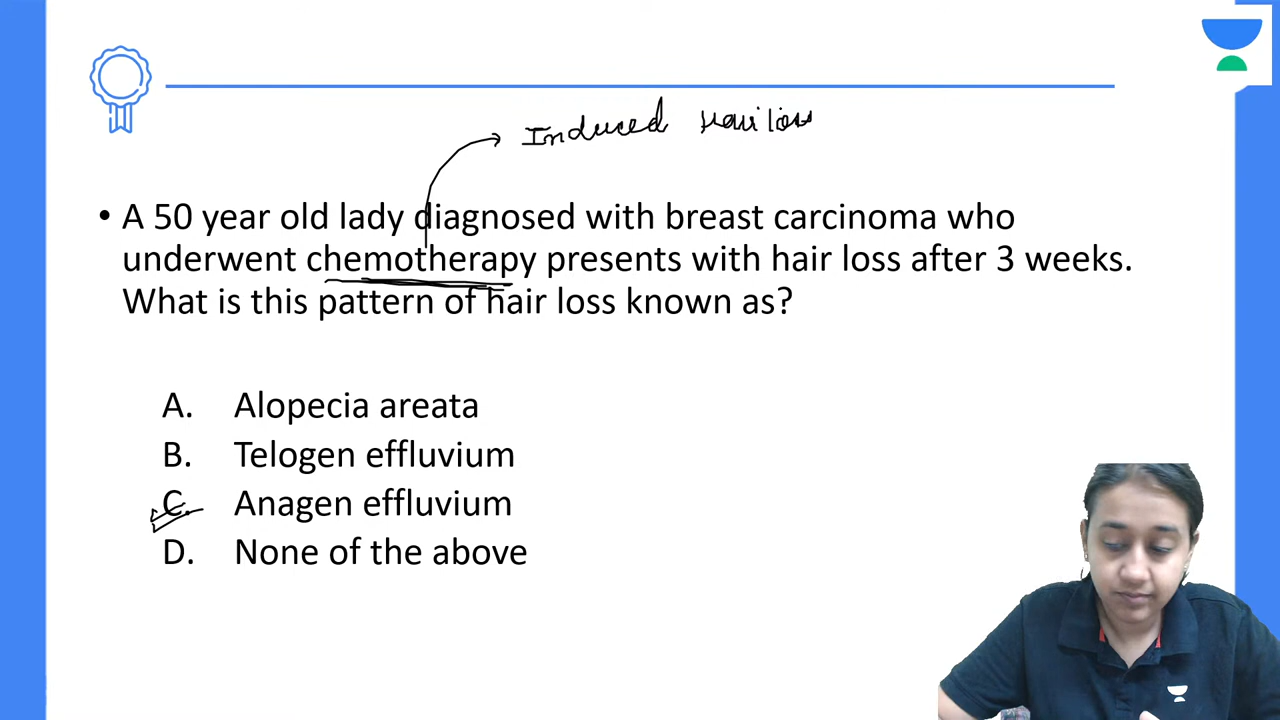 Induced Hair loss
• A 50 year old lady diagnosed with breast carcinoma who
underwent chemotherapy presents with hair loss after 3 weeks.
What is this pattern of hair loss known as?
A. Alopecia areata
B. Telogen effluvium
C. Anagen effluvium
D. None of the above